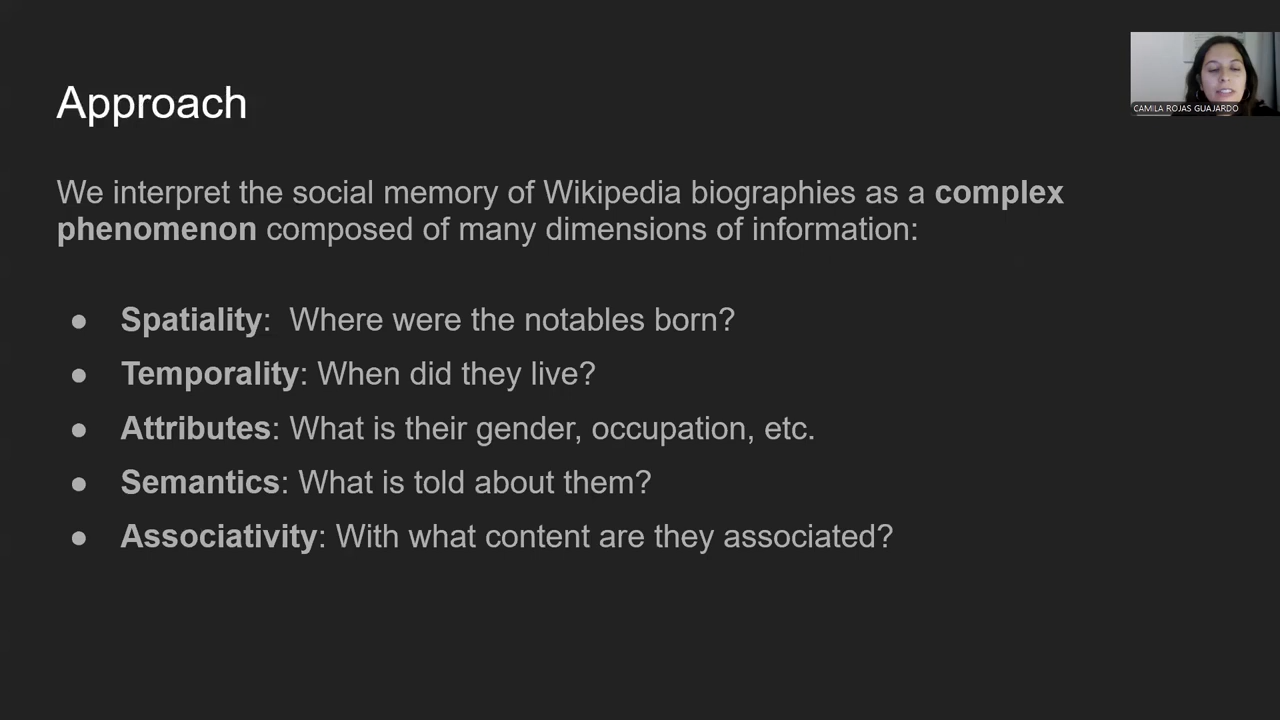 Approach
CAMILA ROJAS GUAJARDO
We interpret the social memory of Wikipedia biographies as a complex
phenomenon composed of many dimensions of information:
● Spatiality: Where were the notables born?
● Temporality: When did they live?
● Attributes: What is their gender, occupation, etc.
● Semantics: What is told about them?
● Associativity: With what content are they associated?